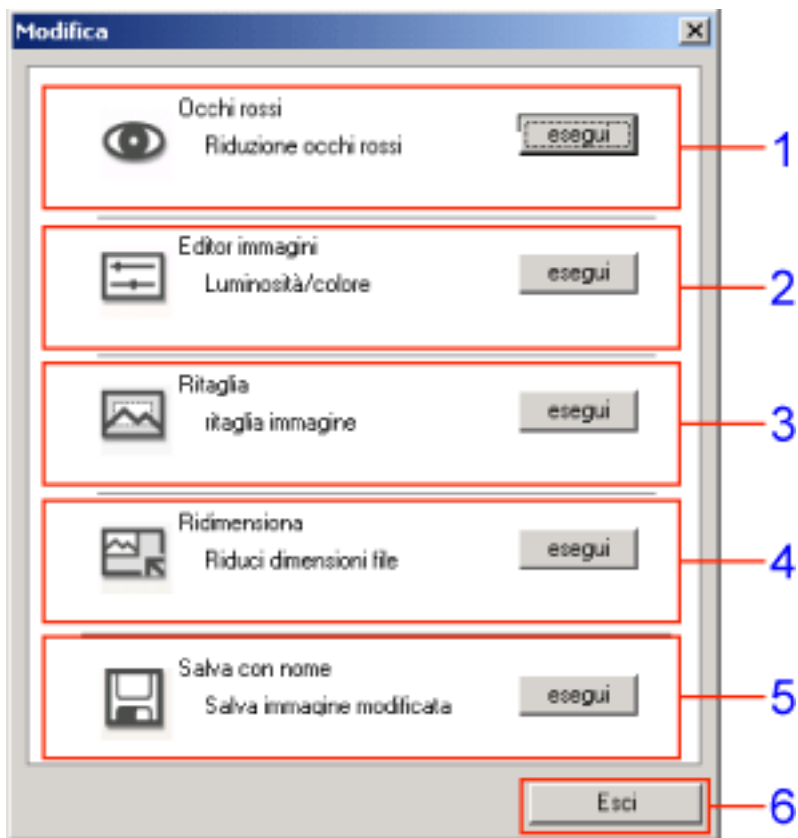 Modifica
Occhi rossi
Riduzione occhi rossi
esegui
1
Editor immagini
Luminosità/colore
esegui
2
Ritaglia
ritaglia immagine
esegui
3
Ridimensiona
Riduci dimensioni file
esegui
4
Salva con nome
Salva immagine modificata
esegui
5
Esci
6